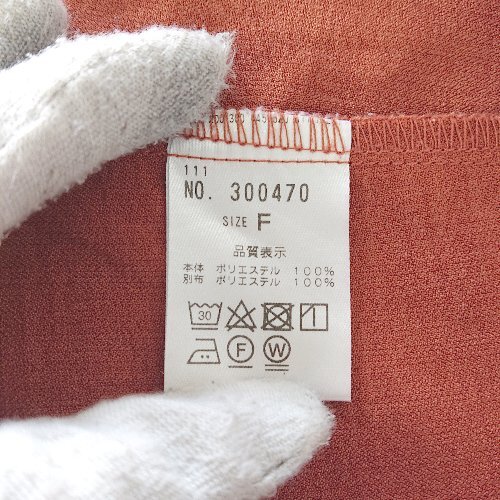 111
NO. 300470
SIZE F
品質表示
本体 ポリエステル 100%
別布 ポリエステル 100%
30
F W